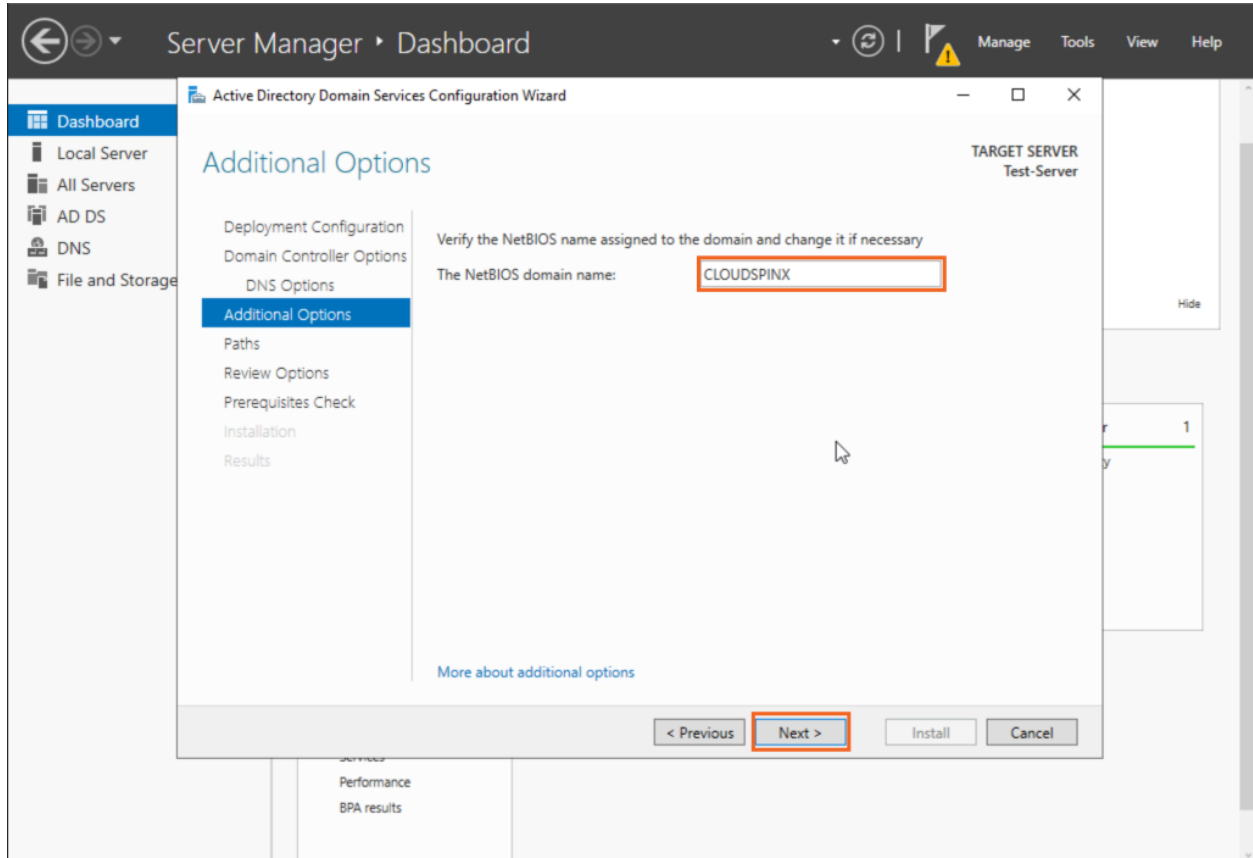 Server Manager ‣ Dashboard
Manage Tools View Help
Active Directory Domain Services Configuration Wizard
Dashboard
Local Server
All Servers
AD DS
DNS
File and Storage
Additional Options
TARGET SERVER
Test-Server
Deployment Configuration
Domain Controller Options
DNS Options
Additional Options
Paths
Review Options
Prerequisites Check
Installation
Results
Verify the NetBIOS name assigned to the domain and change it if necessary
The NetBIOS domain name: CLOUDSPINX
More about additional options
< Previous Next > Install Cancel
Hide
r 1
y
Services
Performance
BPA results